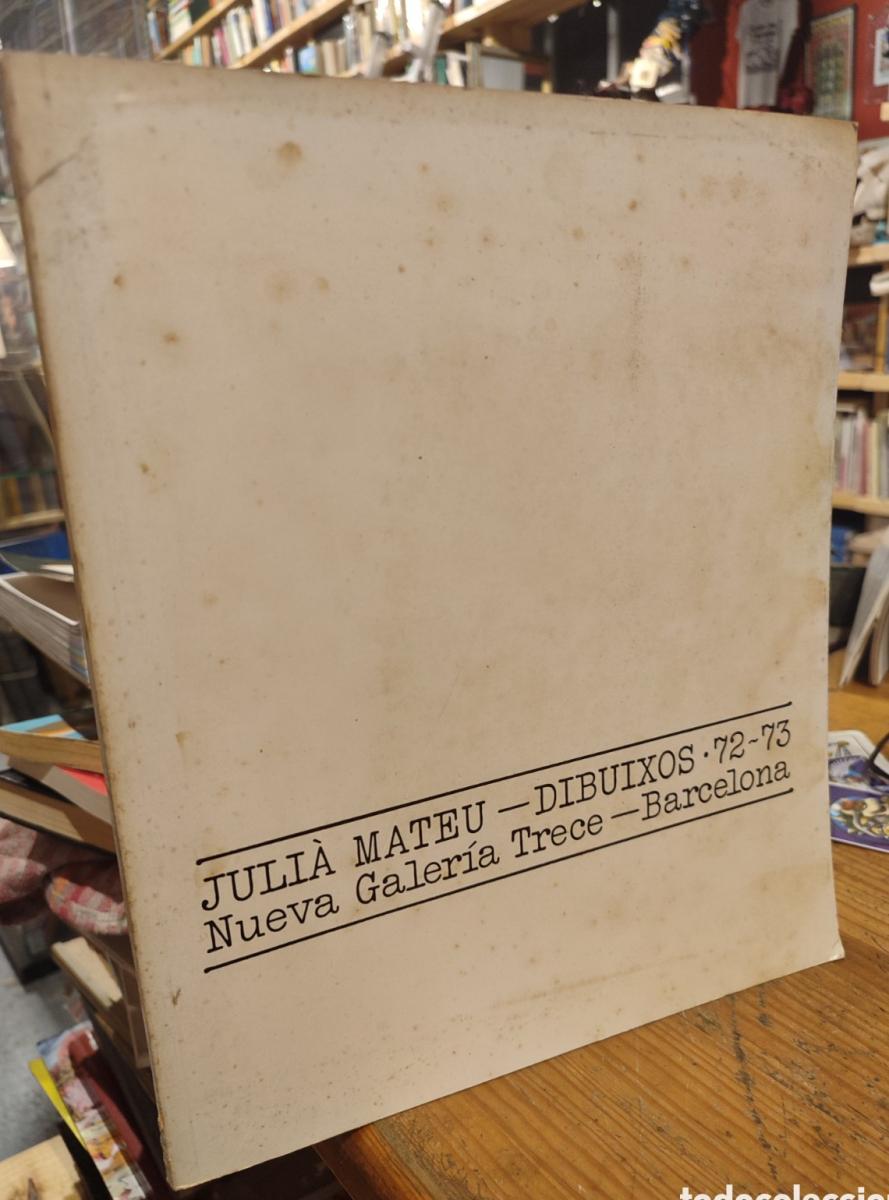 JULIÀ MATEU — DIBUIXOS · 72~73
Nueva Galería Trece — Barcelona